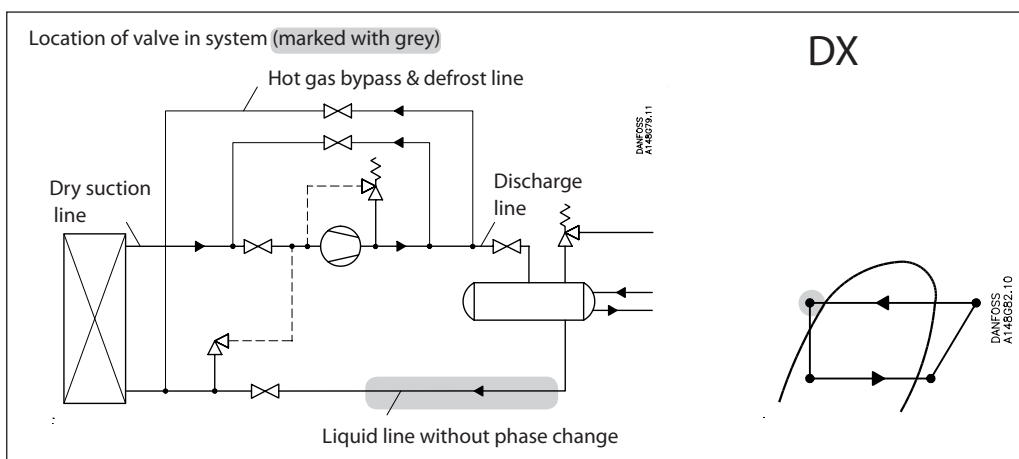 Location of valve in system (marked with grey)
DX
Hot gas bypass & defrost line
DANFOSS
A148G79.11
Dry suction
line
Discharge
line
DANFOSS
A148G82.10
Liquid line without phase change